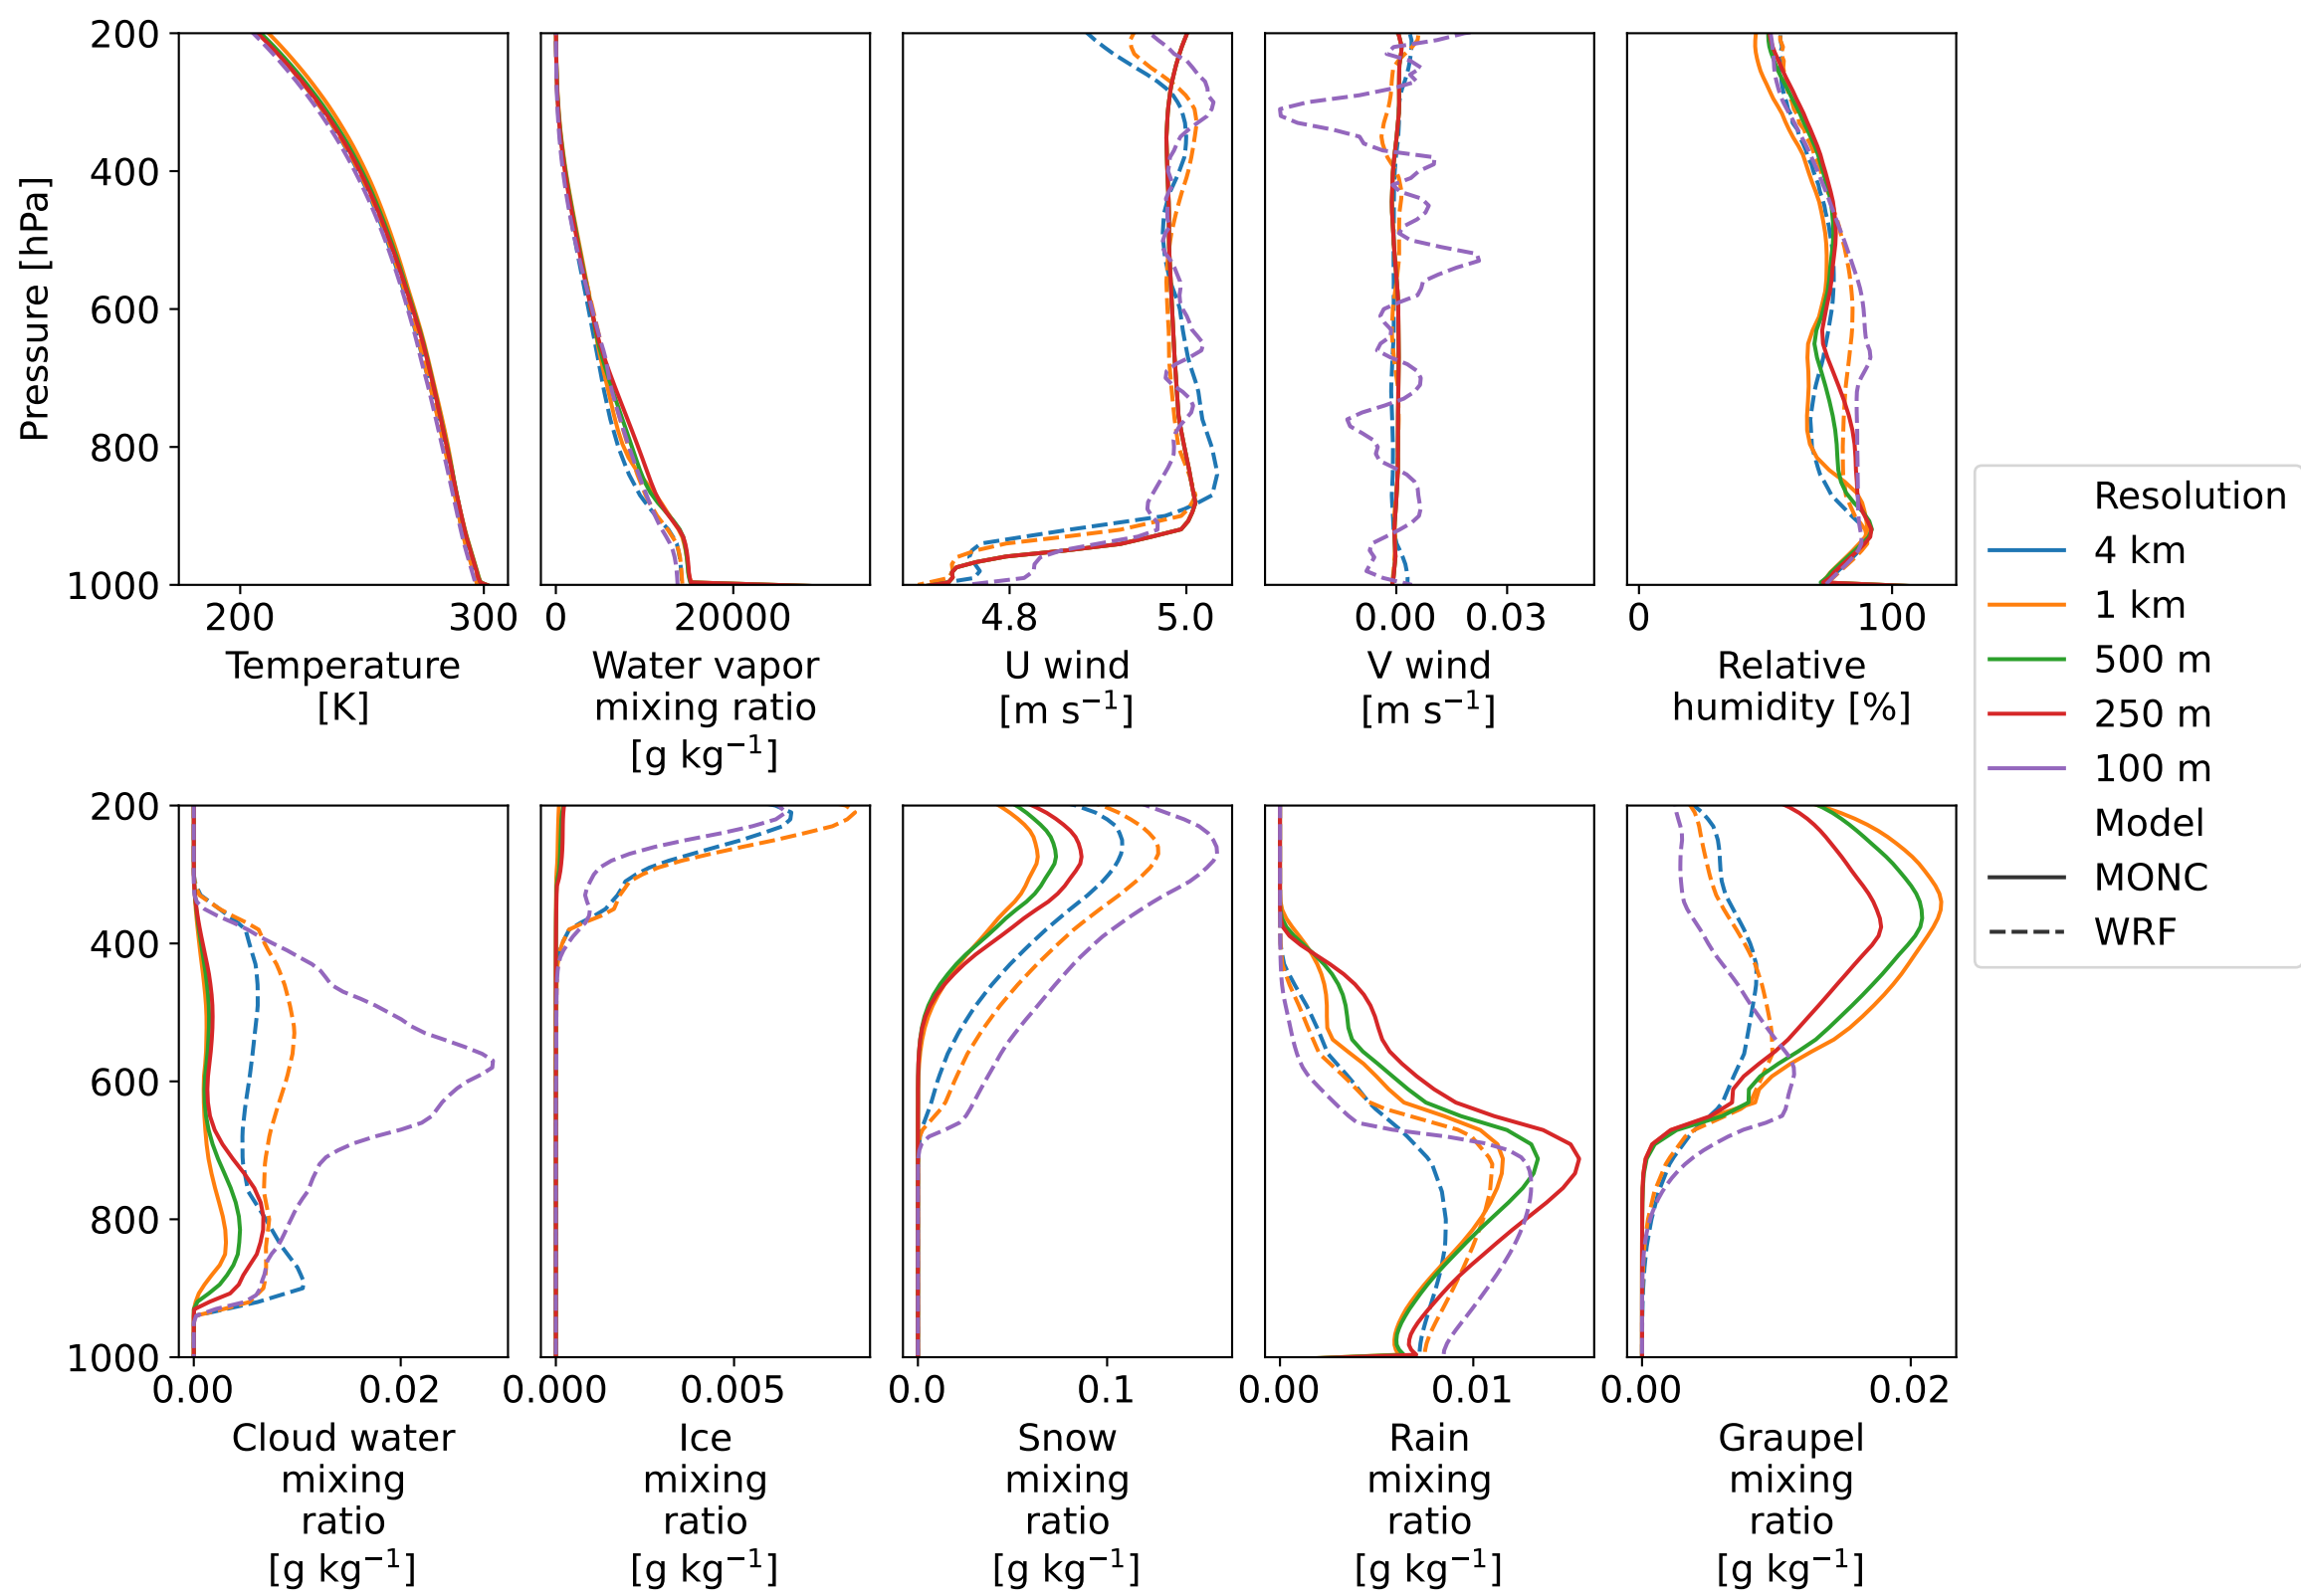 200
400
600
800
1000
Pressure [hPa]
200 300
0 20000
4.8 5.0
0.00 0.03
0 100
Temperature
[K]
Water vapor
mixing ratio
[g kg⁻¹]
U wind
[m s⁻¹]
V wind
[m s⁻¹]
Relative
humidity [%]
Resolution
4 km
1 km
500 m
250 m
100 m
Model
MONC
WRF
200
400
600
800
1000
0.00 0.02
0.000 0.005
0.0 0.1
0.00 0.01
0.00 0.02
Cloud water
mixing
ratio
[g kg⁻¹]
Ice
mixing
ratio
[g kg⁻¹]
Snow
mixing
ratio
[g kg⁻¹]
Rain
mixing
ratio
[g kg⁻¹]
Graupel
mixing
ratio
[g kg⁻¹]